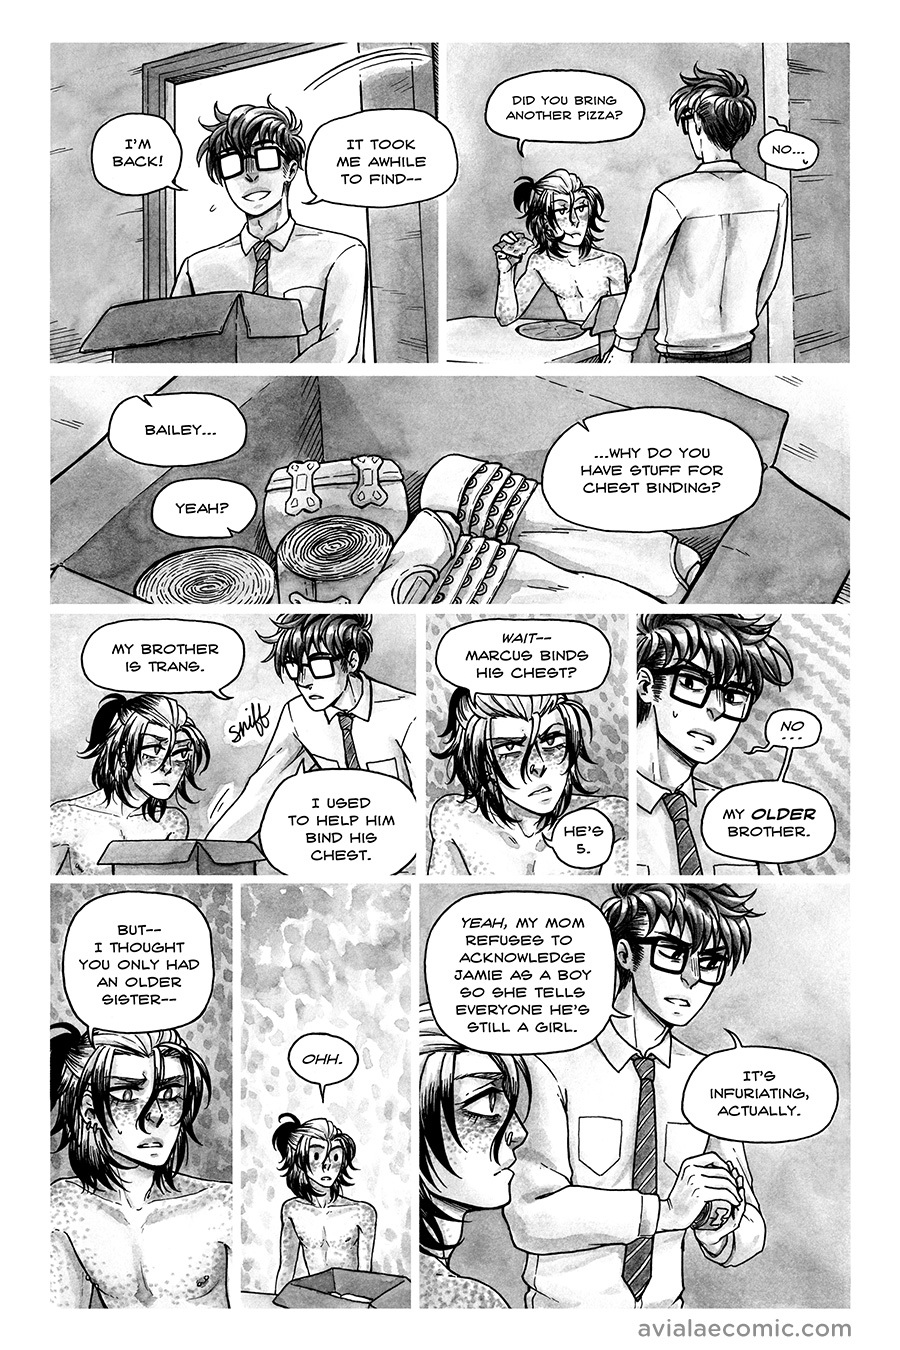 I'M
BACK!
IT TOOK
ME AWHILE
TO FIND--
DID YOU BRING
ANOTHER PIZZA?
NO...
BAILEY...
YEAH?
...WHY DO YOU
HAVE STUFF FOR
CHEST BINDING?
MY BROTHER
IS TRANS.
sniff
I USED
TO HELP HIM
BIND HIS
CHEST.
WAIT--
MARCUS BINDS
HIS CHEST?
HE'S
5.
NO
...
MY OLDER
BROTHER.
BUT--
I THOUGHT
YOU ONLY HAD
AN OLDER
SISTER--
OHH.
YEAH, MY MOM
REFUSES TO
ACKNOWLEDGE
JAMIE AS A BOY
SO SHE TELLS
EVERYONE HE'S
STILL A GIRL.
IT'S
INFURIATING,
ACTUALLY.
avialaecomic.com